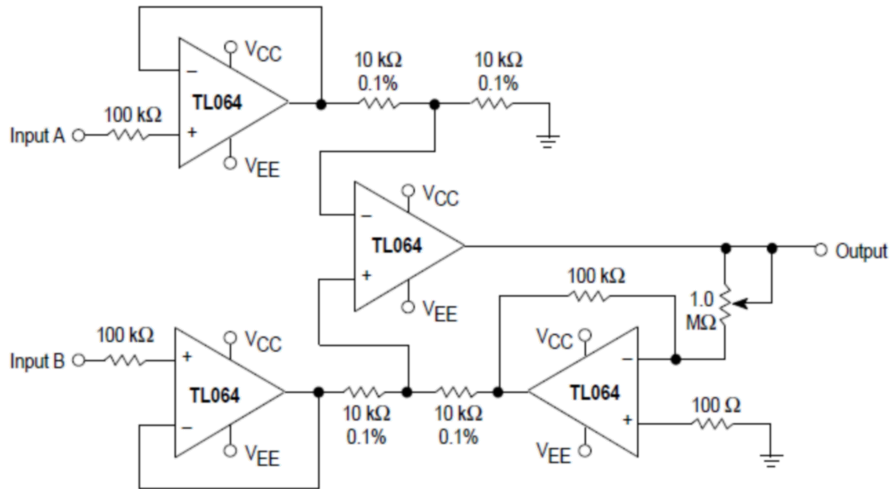 VCC
10 kΩ
0.1%
10 kΩ
0.1%
−
TL064
100 kΩ
Input A
+
VEE
VCC
−
TL064
Output
+
100 kΩ
1.0
MΩ
VEE
100 kΩ
VCC
VCC
Input B
+
−
TL064
TL064
100 Ω
−
10 kΩ
0.1%
10 kΩ
0.1%
+
VEE
VEE